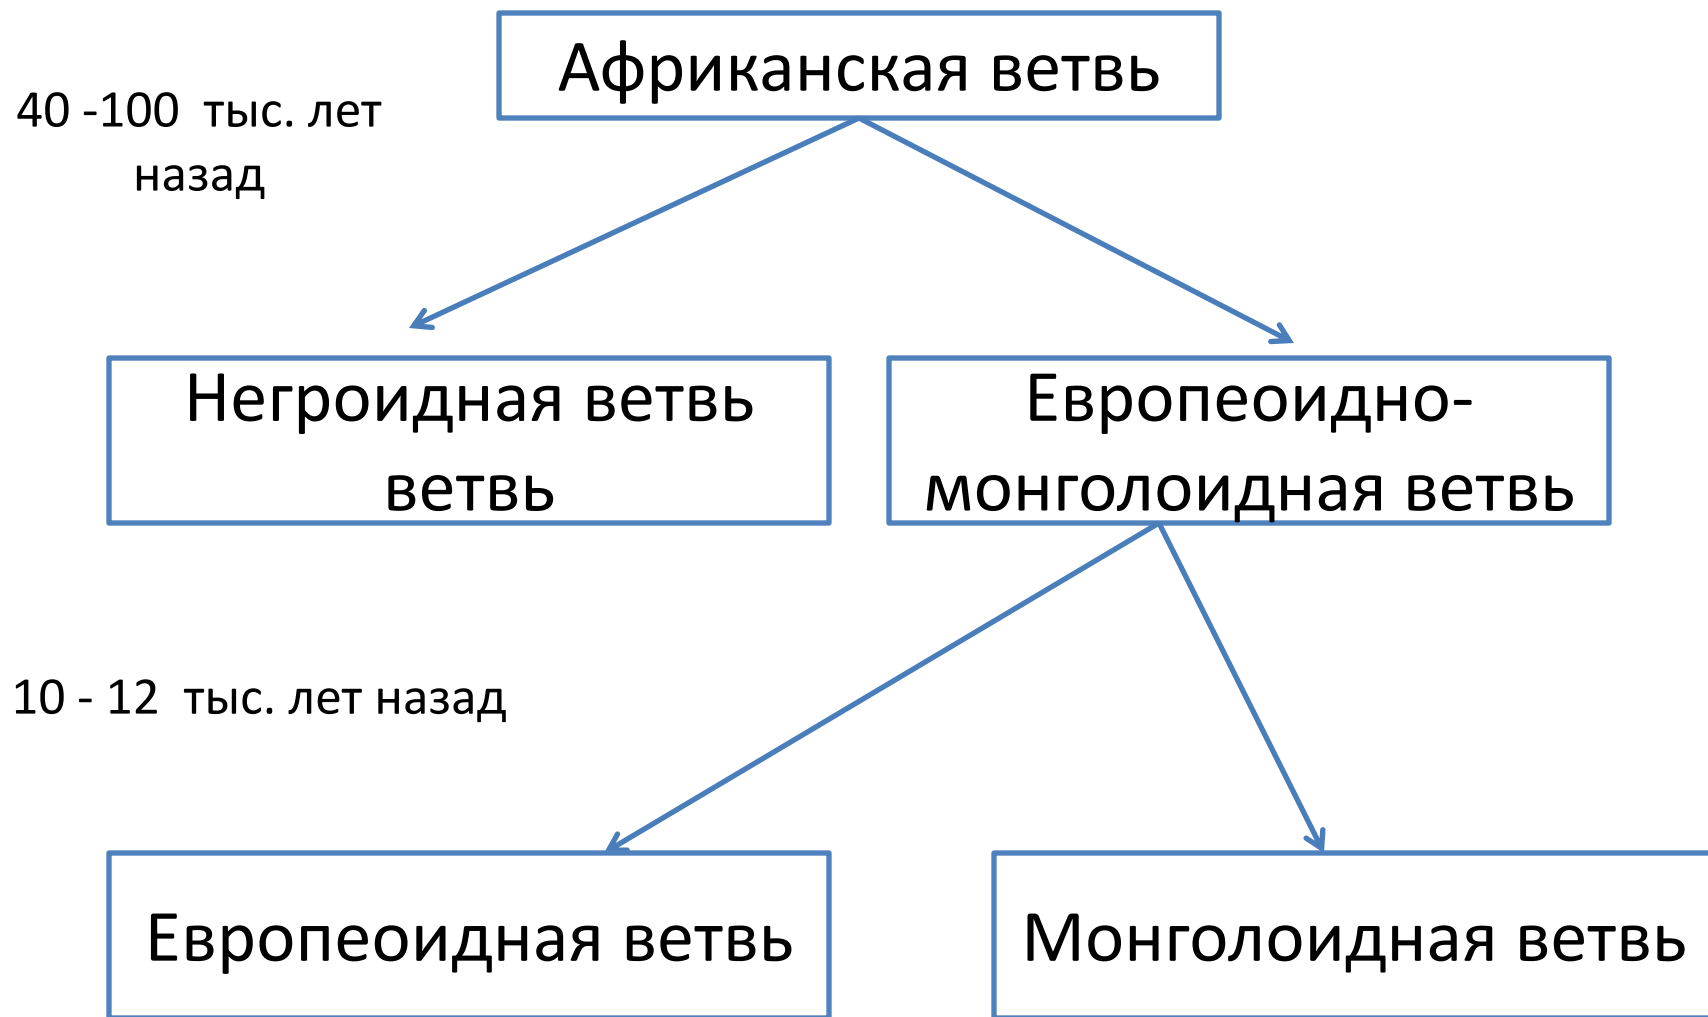 Африканская ветвь
40 -100 тыс. лет
назад
Негроидная ветвь
ветвь
Европеоидно-
монголоидная ветвь
10 - 12 тыс. лет назад
Европеоидная ветвь
Монголоидная ветвь